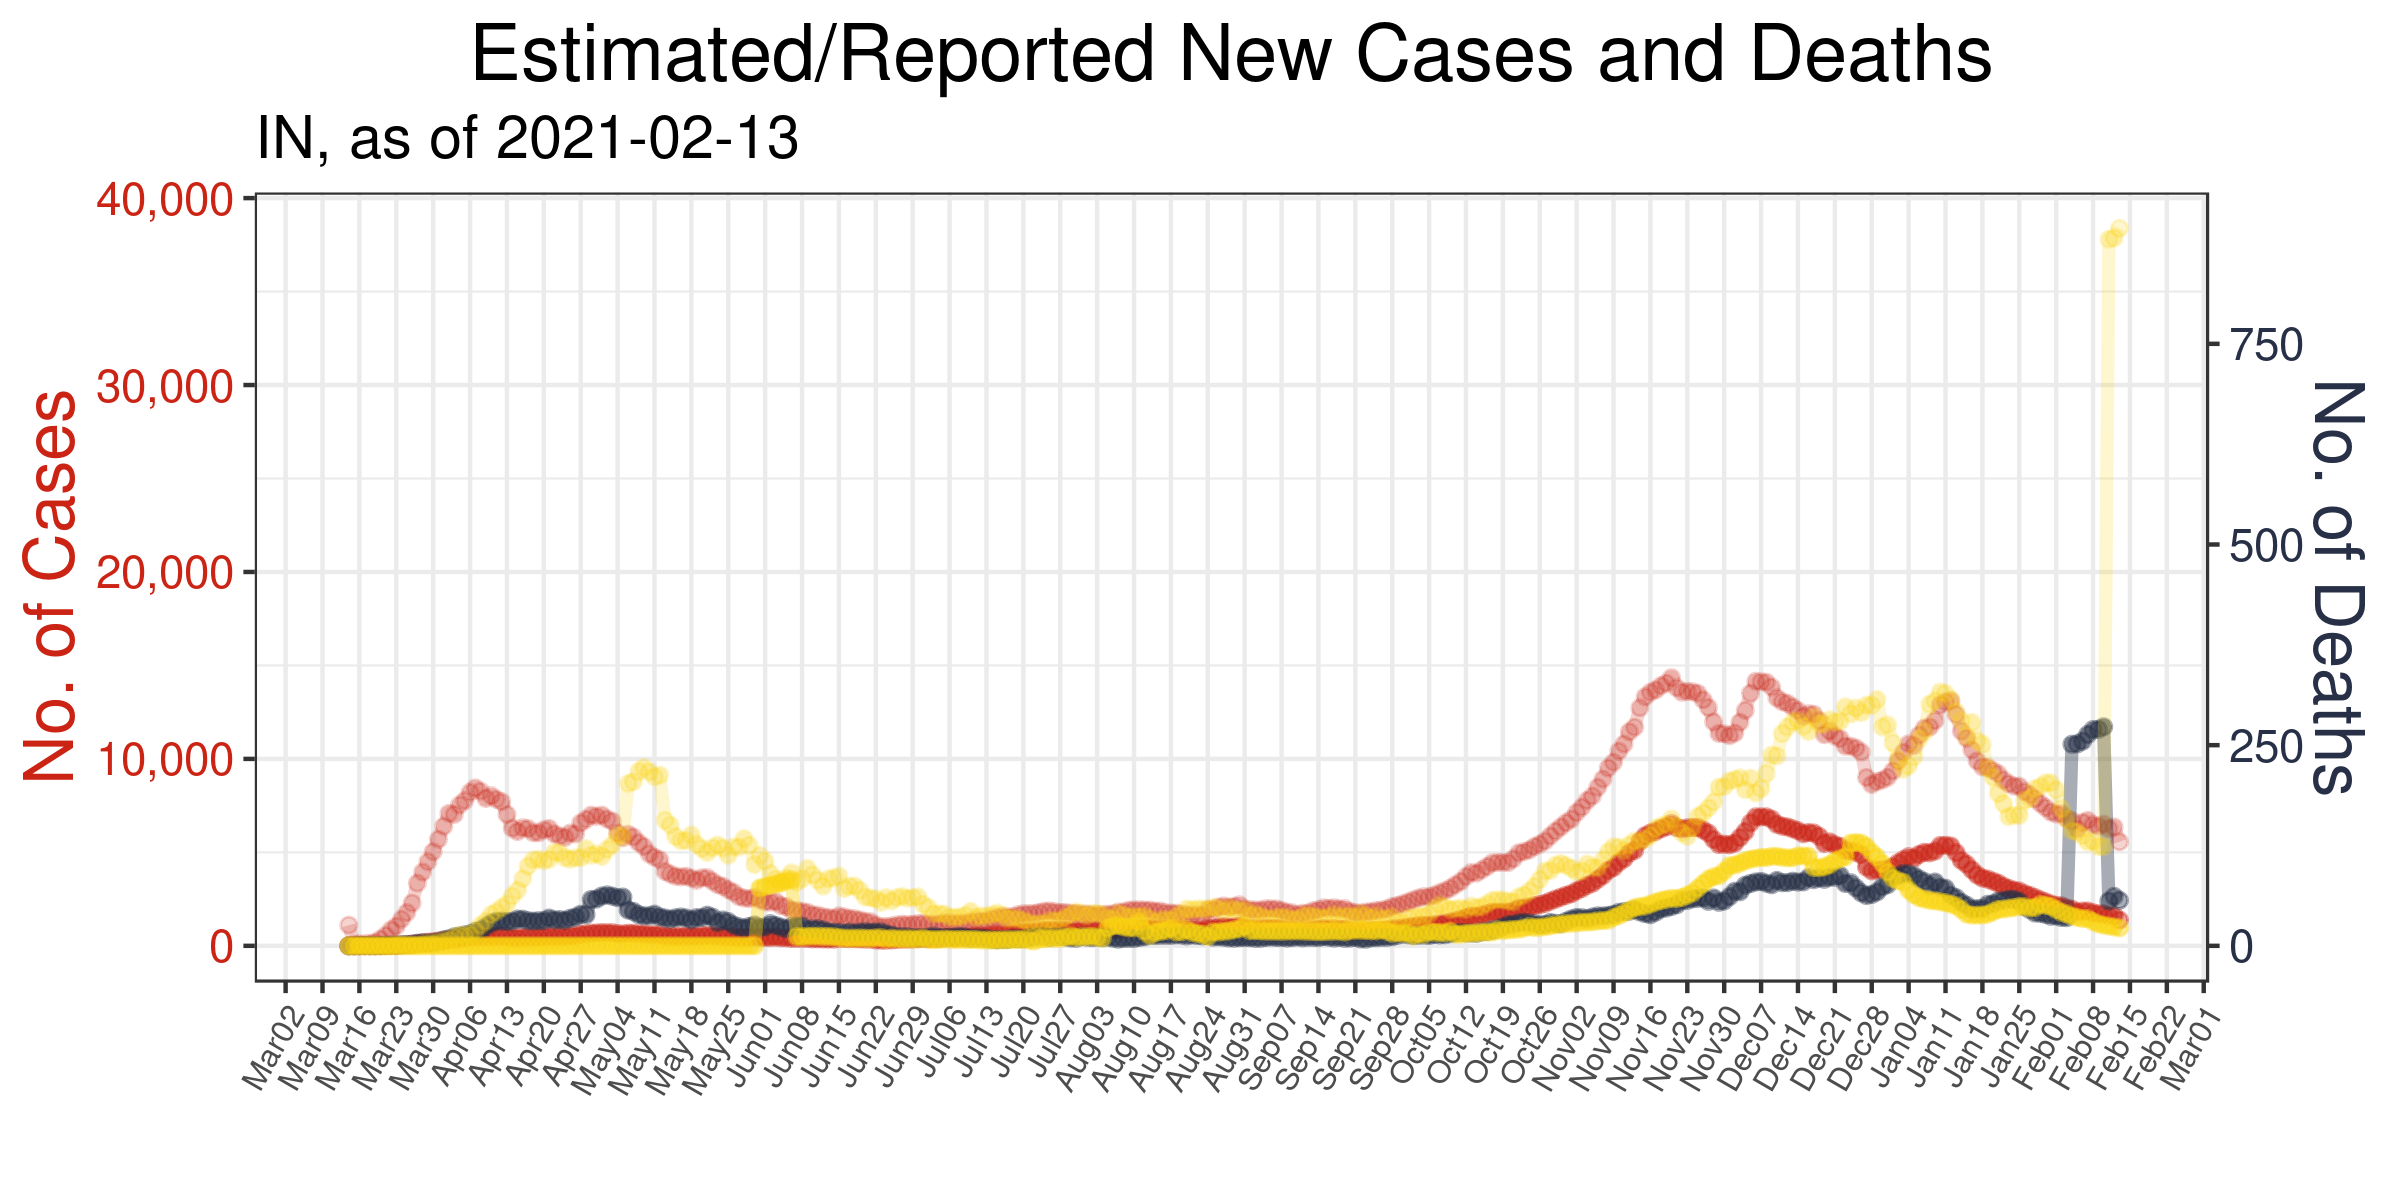 Estimated/Reported New Cases and Deaths
IN, as of 2021-02-13
No. of Cases
40,000
30,000
20,000
10,000
0
750
500
250
0
No. of Deaths
Mar02
Mar09
Mar16
Mar23
Mar30
Apr06
Apr13
Apr20
Apr27
May04
May11
May18
May25
Jun01
Jun08
Jun15
Jun22
Jun29
Jul06
Jul13
Jul20
Jul27
Aug03
Aug10
Aug17
Aug24
Aug31
Sep07
Sep14
Sep21
Sep28
Oct05
Oct12
Oct19
Oct26
Nov02
Nov09
Nov16
Nov23
Nov30
Dec07
Dec14
Dec21
Dec28
Jan04
Jan11
Jan18
Jan25
Feb01
Feb08
Feb15
Feb22
Mar01